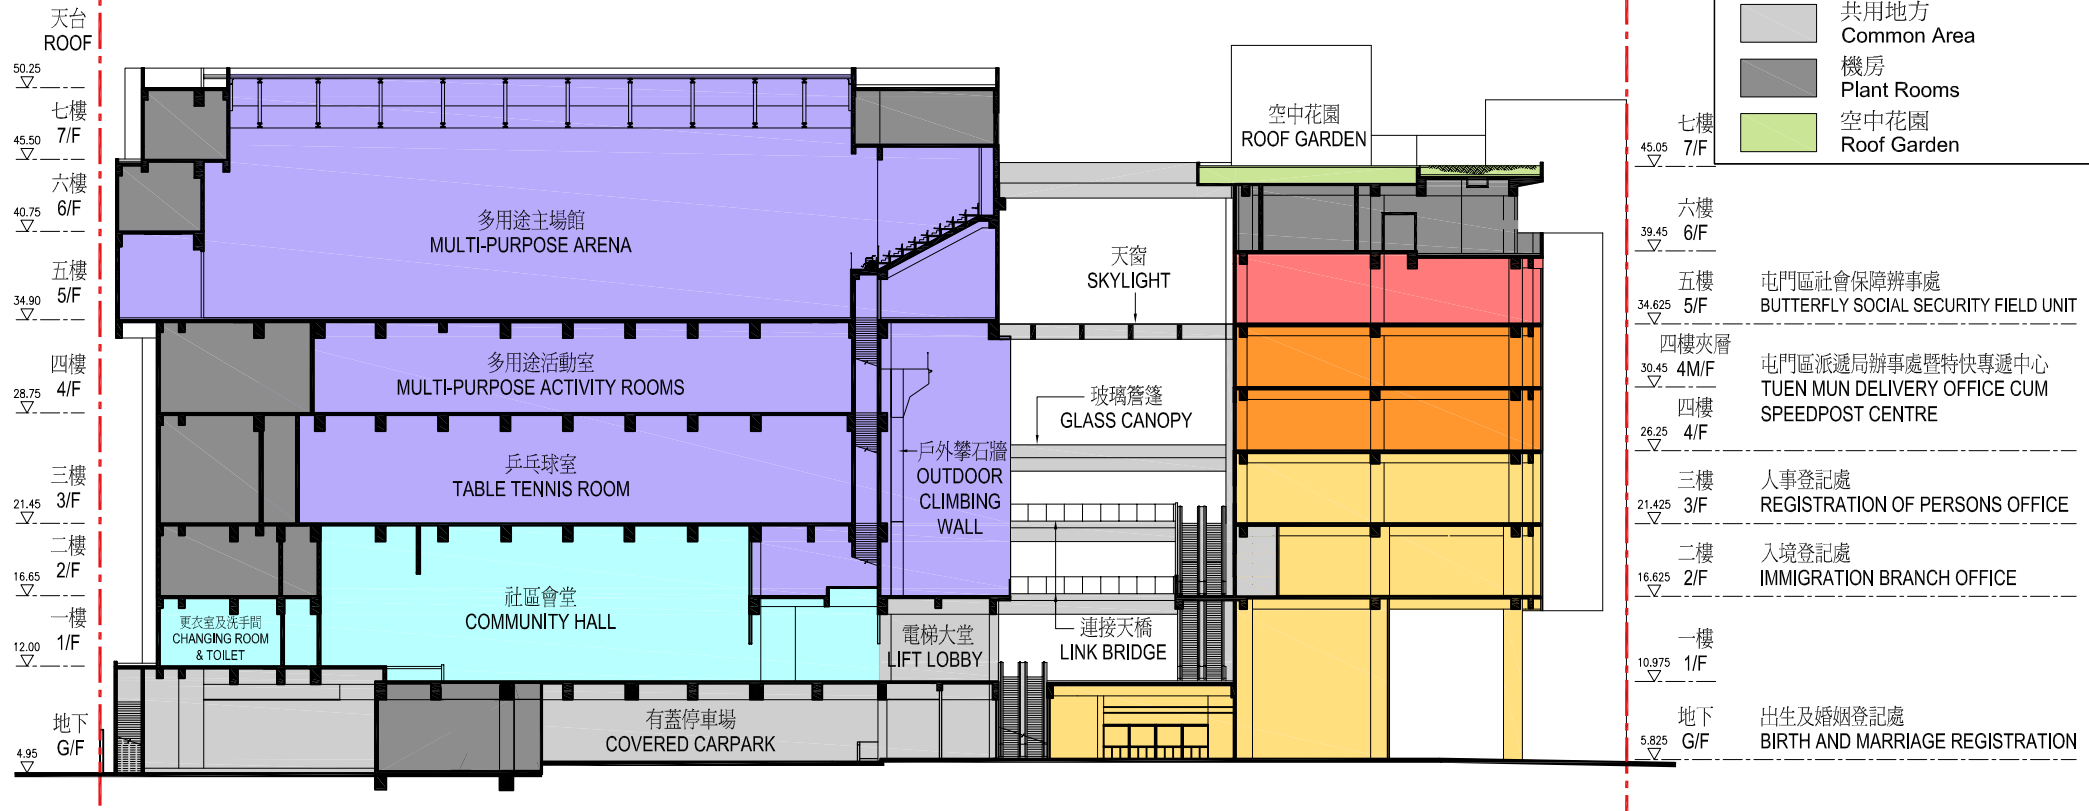 天台
ROOF
50.25
七樓
7/F
45.50
六樓
6/F
40.75
五樓
5/F
34.90
四樓
4/F
28.75
三樓
3/F
21.45
二樓
2/F
16.65
一樓
1/F
12.00
地下
G/F
4.95
多用途主場館
MULTI-PURPOSE ARENA
多用途活動室
MULTI-PURPOSE ACTIVITY ROOMS
乒乓球室
TABLE TENNIS ROOM
社區會堂
COMMUNITY HALL
更衣室及洗手間
CHANGING ROOM
& TOILET
有蓋停車場
COVERED CARPARK
電梯大堂
LIFT LOBBY
戶外攀石牆
OUTDOOR
CLIMBING
WALL
天窗
SKYLIGHT
玻璃簷篷
GLASS CANOPY
連接天橋
LINK BRIDGE
空中花園
ROOF GARDEN
共用地方
Common Area
機房
Plant Rooms
空中花園
Roof Garden
七樓
7/F
45.05
六樓
6/F
39.45
五樓
5/F
34.625
屯門區社會保障辦事處
BUTTERFLY SOCIAL SECURITY FIELD UNIT
四樓夾層
4M/F
30.45
四樓
4/F
26.25
屯門區派遞局辦事處暨特快專遞中心
TUEN MUN DELIVERY OFFICE CUM
SPEEDPOST CENTRE
三樓
3/F
21.425
人事登記處
REGISTRATION OF PERSONS OFFICE
二樓
2/F
16.625
入境登記處
IMMIGRATION BRANCH OFFICE
一樓
1/F
10.975
地下
G/F
5.825
出生及婚姻登記處
BIRTH AND MARRIAGE REGISTRATION